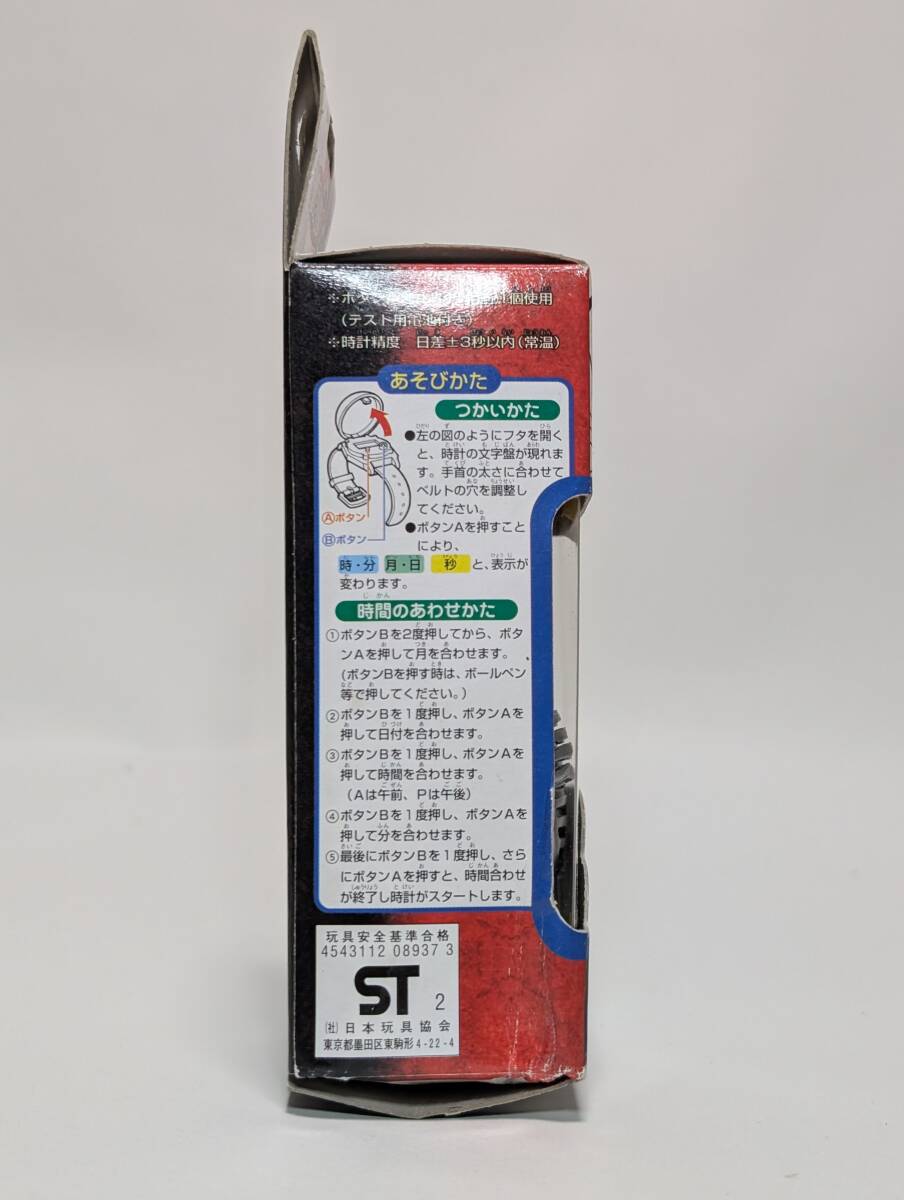 ※ボタン 個使用
(テスト用電池付き)
※時計精度 日差±3秒以内(常温)
あそびかた
つかいかた
●左の図のようにフタを開く
と、時計の文字盤が現れま
す。手首の太さに合わせて
ベルトの穴を調整し
てください。
●ボタンAを押すこと
により、
時・分 月・日 秒 と、表示が
変わります。
Ⓐボタン
Ⓑボタン
時間のあわせかた
①ボタンBを2度押してから、ボタ
ンAを押して月を合わせます。
(ボタンBを押す時は、ボールペン
等で押してください。)
②ボタンBを1度押し、ボタンAを
押して日付を合わせます。
③ボタンBを1度押し、ボタンAを
押して時間を合わせます。
(Aは午前、Pは午後)
④ボタンBを1度押し、ボタンAを
押して分を合わせます。
⑤最後にボタンBを1度押し、さら
にボタンAを押すと、時間合わせ
が終了し時計がスタートします。
玩具安全基準合格
4543112 08937 3
ST 2
(社)日本玩具協会
東京都墨田区東駒形4-22-4